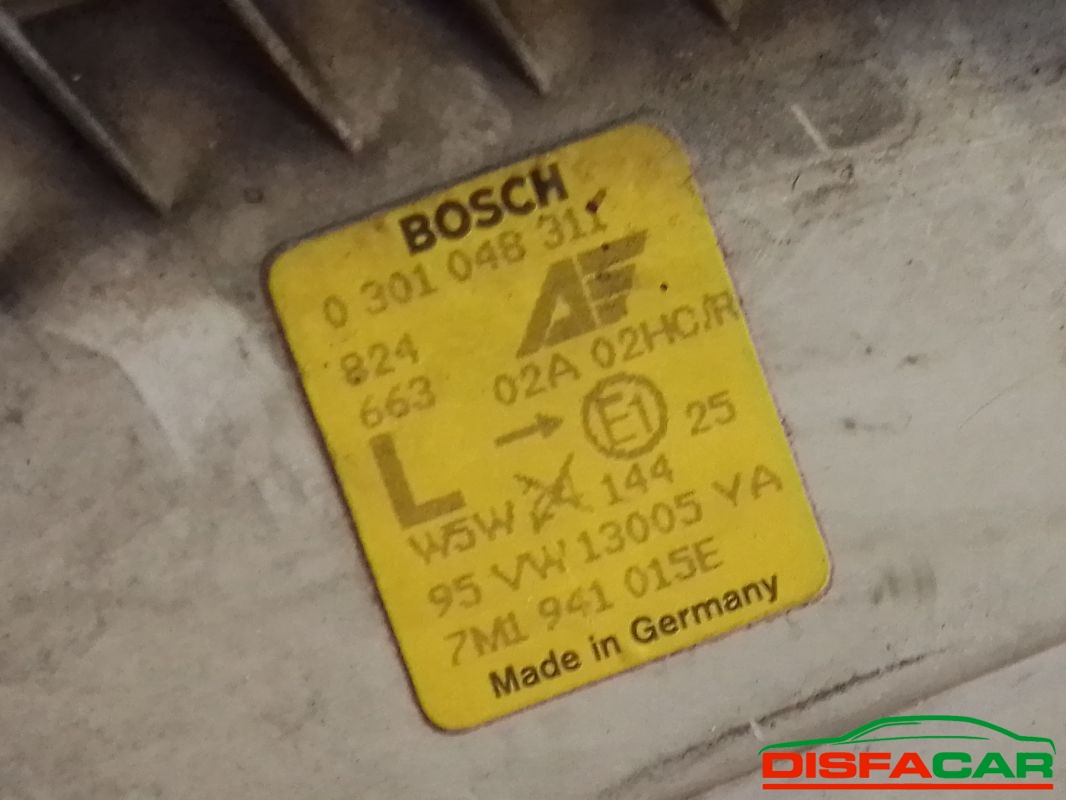 BOSCH
0 301 048 311
AF
824
02A 02HC/R
663
L → E1 25
W5W 24 144
95 VW 13005 YA
7M1 941 015E
Made in Germany
DISFACAR